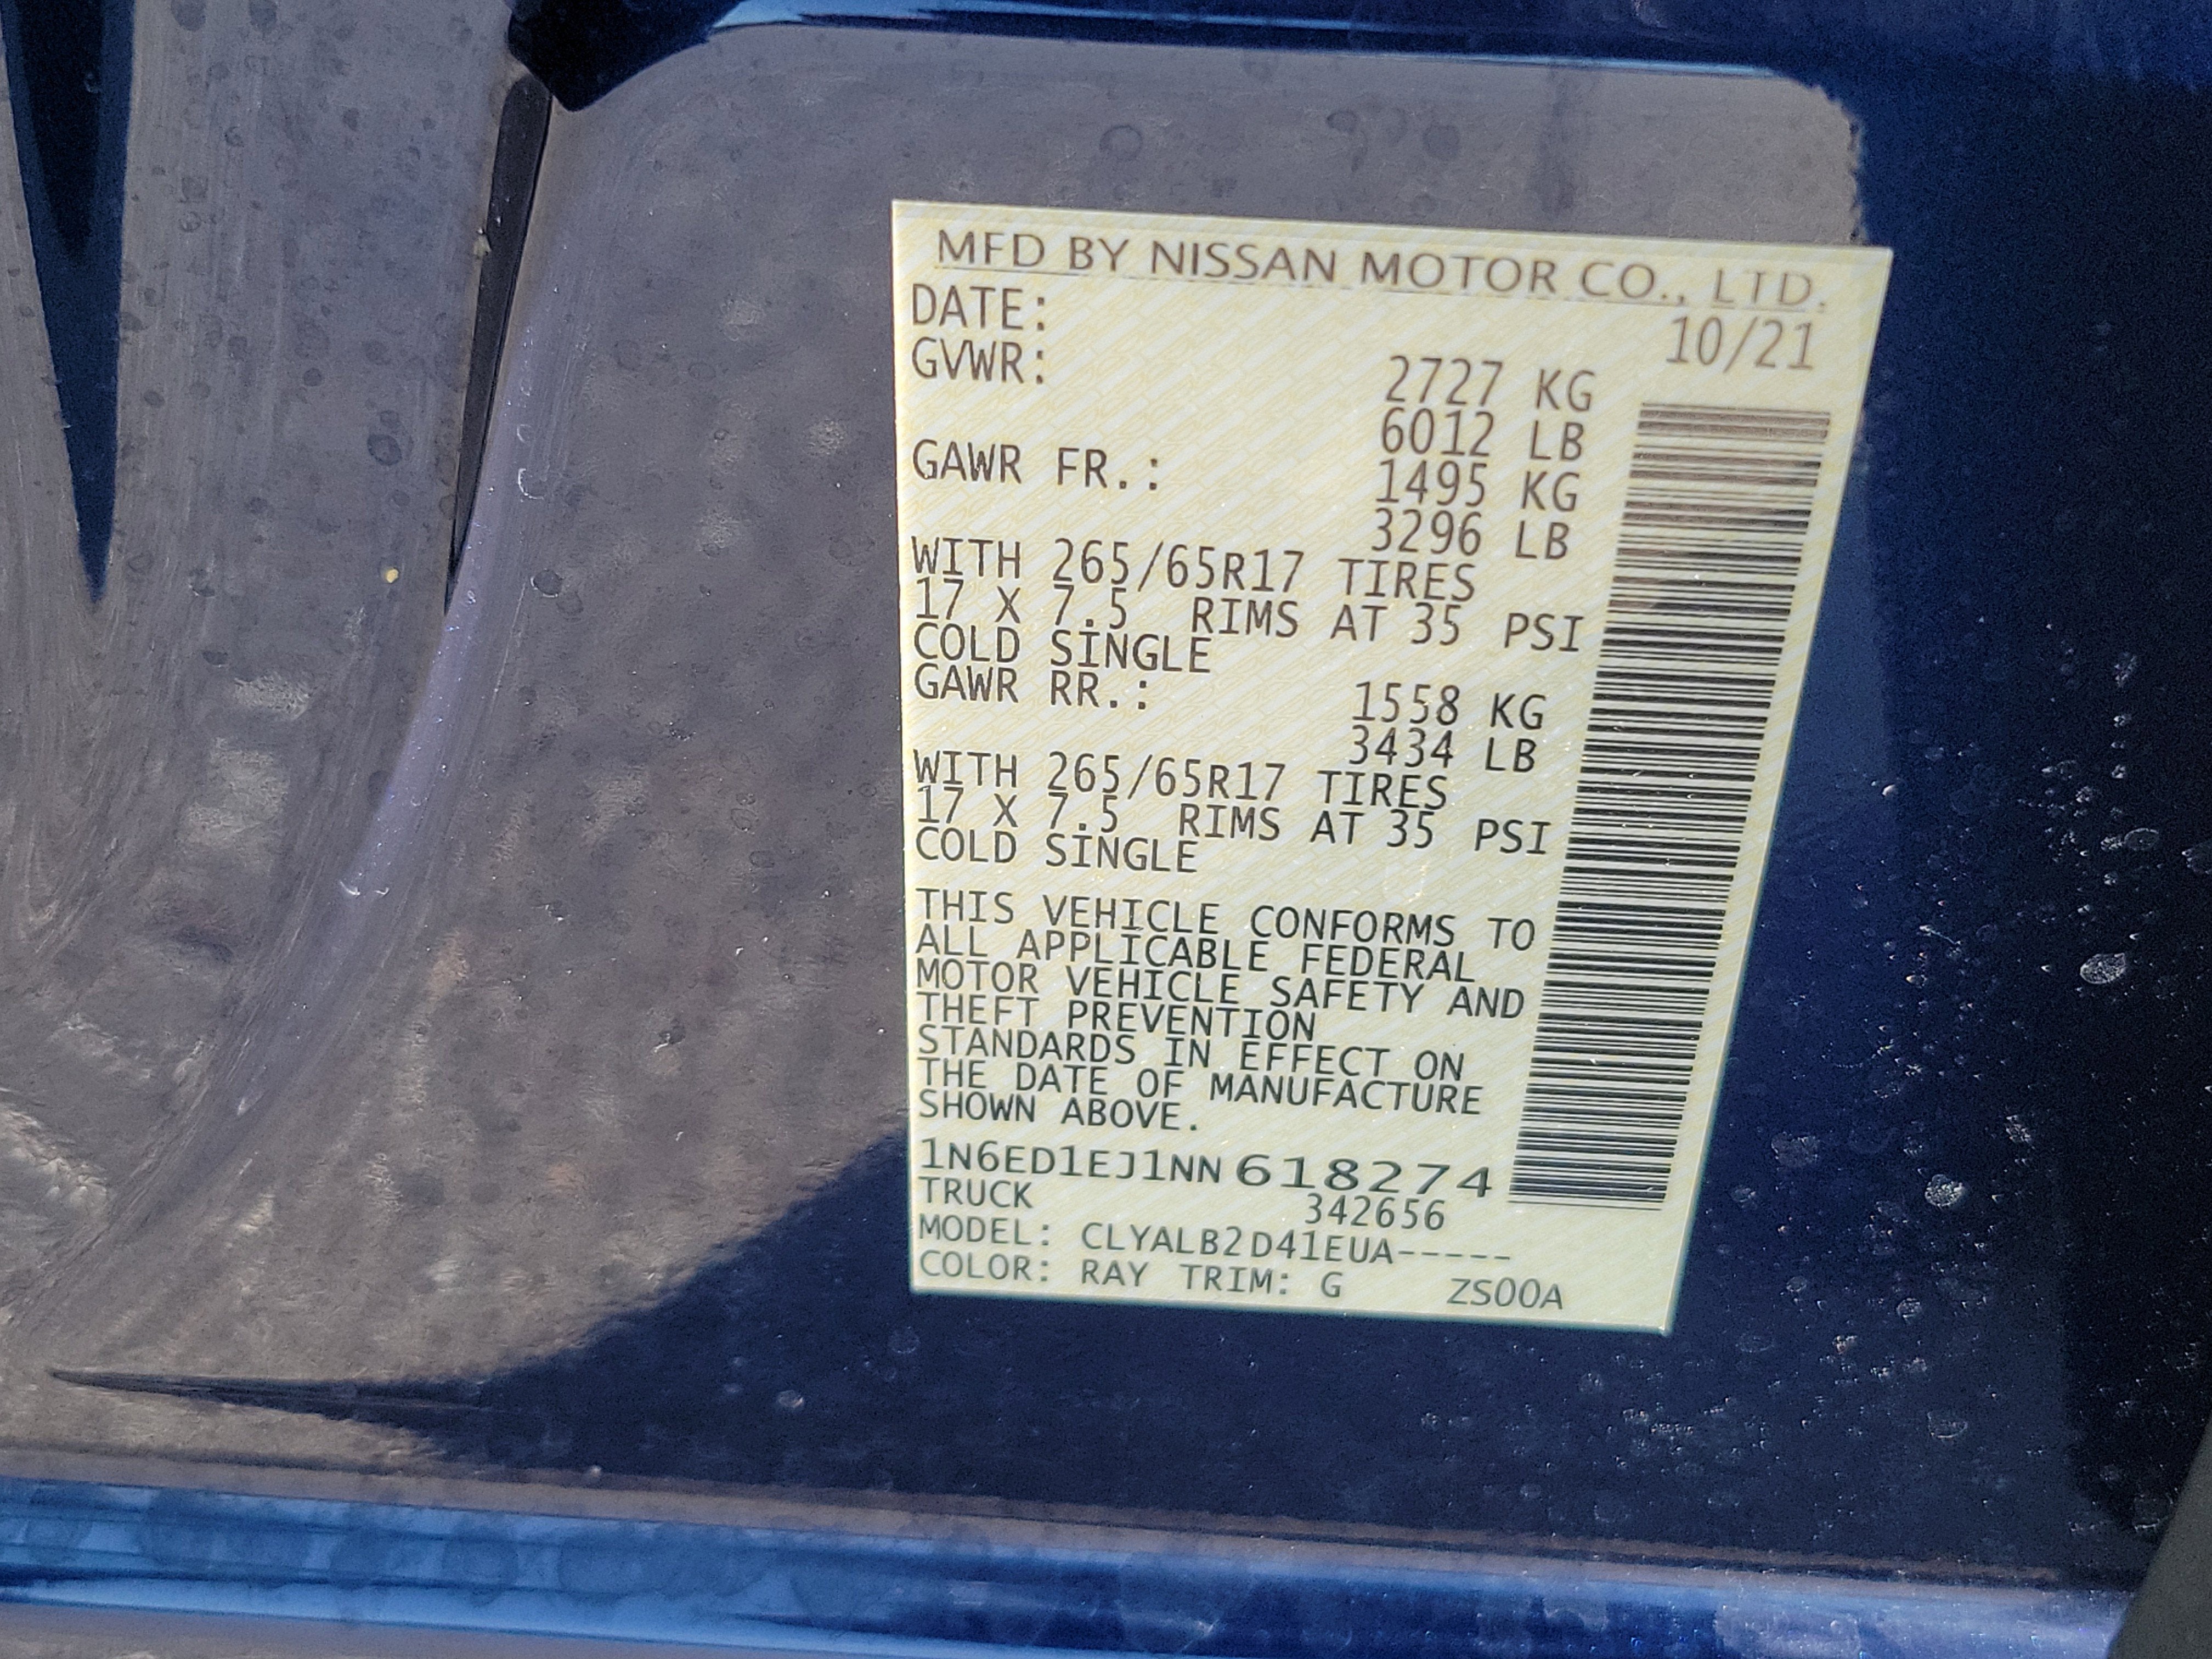 MFD BY NISSAN MOTOR CO., LTD.
DATE: 10/21
GVWR: 2727 KG
6012 LB
GAWR FR.: 1495 KG
3296 LB
WITH 265/65R17 TIRES
17 X 7.5 RIMS AT 35 PSI
COLD SINGLE
GAWR RR.: 1558 KG
3434 LB
WITH 265/65R17 TIRES
17 X 7.5 RIMS AT 35 PSI
COLD SINGLE
THIS VEHICLE CONFORMS TO
ALL APPLICABLE FEDERAL
MOTOR VEHICLE SAFETY AND
THEFT PREVENTION
STANDARDS IN EFFECT ON
THE DATE OF MANUFACTURE
SHOWN ABOVE.
1N6ED1EJ1NN618274
TRUCK 342656
MODEL: CLYALB2D41EUA-----
COLOR: RAY TRIM: G ZS00A